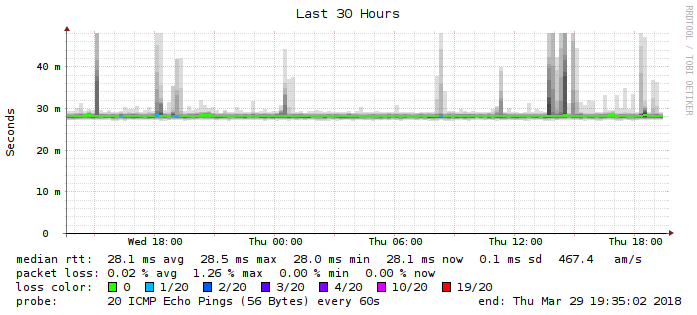 Last 30 Hours
RRDTOOL / TOBI OETIKER
Seconds
40 m
30 m
20 m
10 m
0
Wed 18:00 Thu 00:00 Thu 06:00 Thu 12:00 Thu 18:00
median rtt: 28.1 ms avg 28.5 ms max 28.0 ms min 28.1 ms now 0.1 ms sd 467.4 am/s
packet loss: 0.02 % avg 1.26 % max 0.00 % min 0.00 % now
loss color: 0 1/20 2/20 3/20 4/20 10/20 19/20
probe: 20 ICMP Echo Pings (56 Bytes) every 60s end: Thu Mar 29 19:35:02 2018